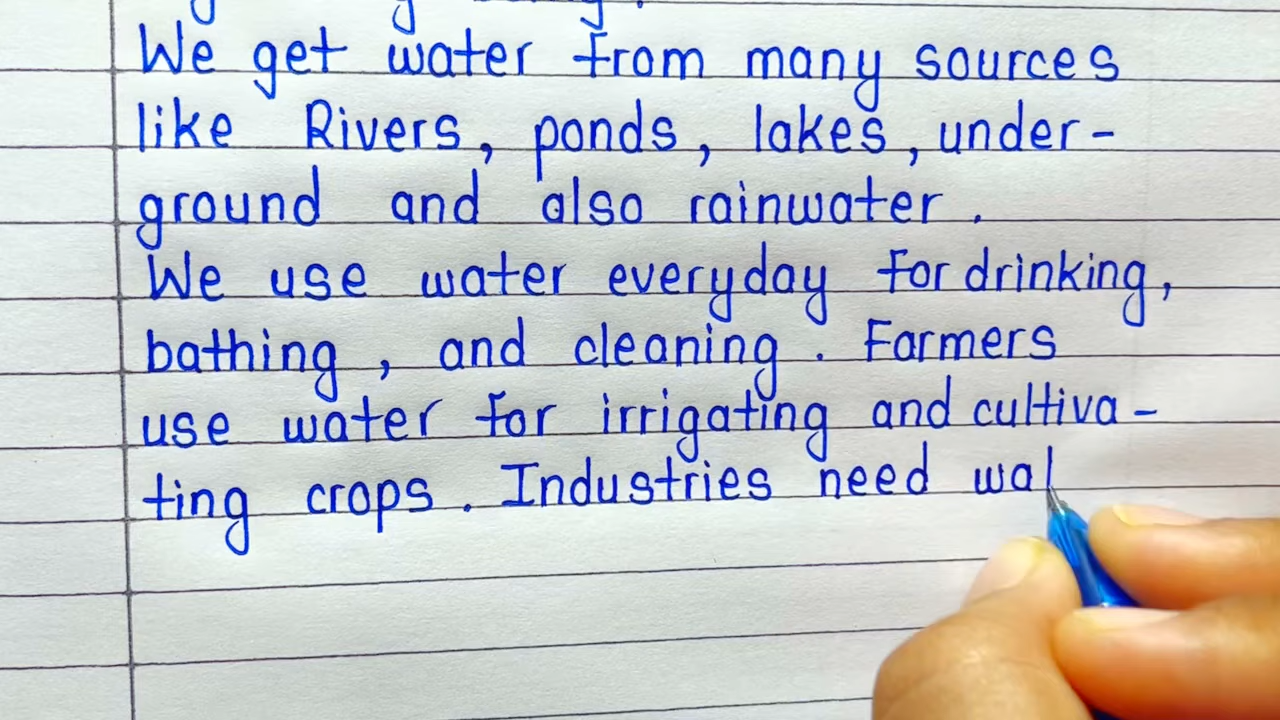 We get water from many sources
like Rivers, ponds, lakes, under-
ground and also rainwater.
We use water everyday for drinking,
bathing, and cleaning. Farmers
use water for irrigating and cultiva-
ting crops. Industries need